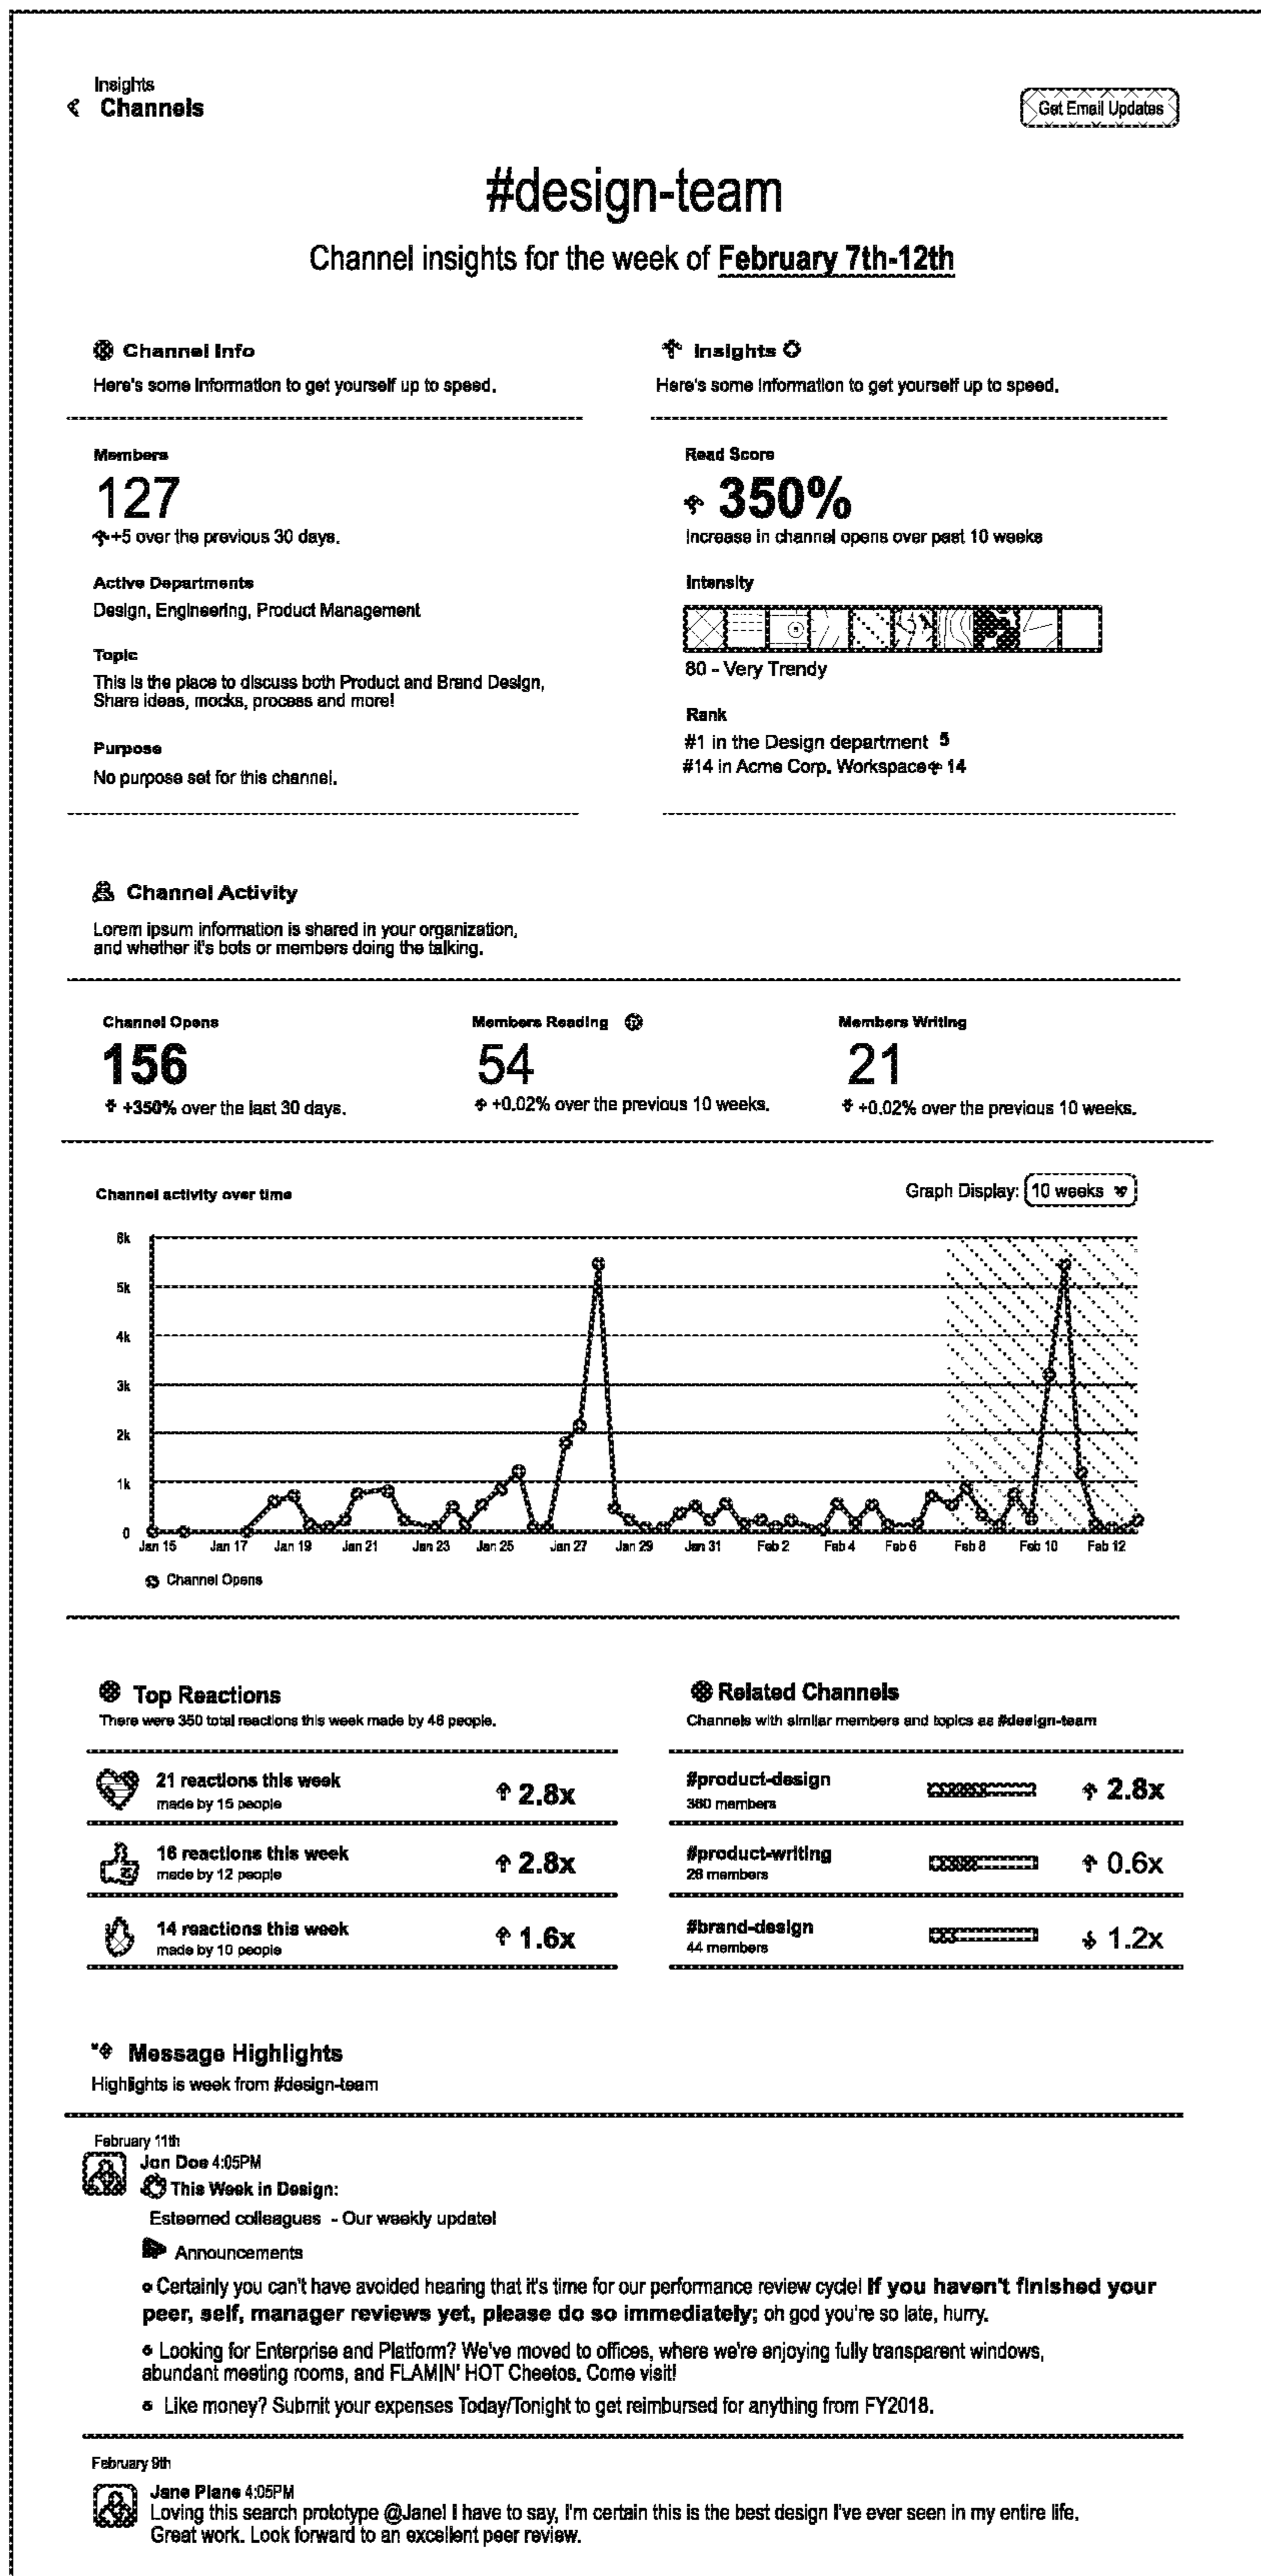 Insights
Channels
Get Email Updates
#design-team
Channel insights for the week of February 7th-12th
Channel Info
Here's some Information to get yourself up to speed.
Members
127
+5 over the previous 30 days.
Active Departments
Design, Engineering, Product Management
Topic
This is the place to discuss both Product and Brand Design,
Share ideas, mocks, process and more!
Purpose
No purpose set for this channel.
Insights
Here's some Information to get yourself up to speed.
Read Score
350%
Increase in channel opens over past 10 weeks
Intensity
80 - Very Trendy
Rank
#1 in the Design department 5
#14 in Acme Corp. Workspace 14
Channel Activity
Lorem ipsum information is shared in your organization,
and whether it's bots or members doing the talking.
Channel Opens
156
+350% over the last 30 days.
Members Reading
54
+0.02% over the previous 10 weeks.
Members Writing
21
+0.02% over the previous 10 weeks.
Channel activity over time
Graph Display: 10 weeks
6k
5k
4k
3k
2k
1k
0
Jan 15 Jan 17 Jan 19 Jan 21 Jan 23 Jan 25 Jan 27 Jan 29 Jan 31 Feb 2 Feb 4 Feb 6 Feb 8 Feb 10 Feb 12
Channel Opens
Top Reactions
There were 350 total reactions this week made by 46 people.
21 reactions this week
made by 15 people
2.8x
16 reactions this week
made by 12 people
2.8x
14 reactions this week
made by 10 people
1.6x
Related Channels
Channels with similar members and topics as #design-team
#product-design
360 members
2.8x
#product-writing
28 members
0.6x
#brand-design
44 members
1.2x
Message Highlights
Highlights is week from #design-team
February 11th
Jon Doe 4:05PM
This Week in Design:
Esteemed colleagues - Our weekly update!
Announcements
Certainly you can't have avoided hearing that it's time for our performance review cycle! If you haven't finished your
peer, self, manager reviews yet, please do so immediately; oh god you're so late, hurry.
Looking for Enterprise and Platform? We've moved to offices, where we're enjoying fully transparent windows,
abundant meeting rooms, and FLAMIN' HOT Cheetos. Come visit!
Like money? Submit your expenses Today/Tonight to get reimbursed for anything from FY2018.
February 9th
Jane Plane 4:05PM
Loving this search prototype @Jane! I have to say, I'm certain this is the best design I've ever seen in my entire life.
Great work. Look forward to an excellent peer review.